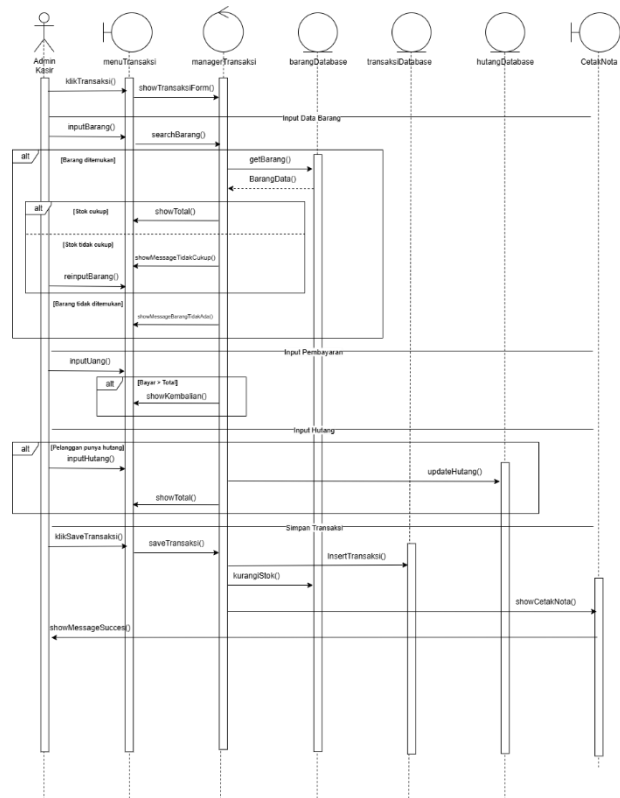 Admin
Kasir
menuTransaksi
managerTransaksi
barangDatabase
transaksiDatabase
hutangDatabase
CetakNota
klikTransaksi()
showTransaksiForm()
Input Data Barang
inputBarang()
searchBarang()
alt
[Barang ditemukan]
getBarang()
BarangData()
alt
[Stok cukup]
showTotal()
[Stok tidak cukup]
showMessageTidakCukup()
reinputBarang()
[Barang tidak ditemukan]
showMessageBarangTidakAda()
Input Pembayaran
inputUang()
alt
[Bayar > Total]
showKembalian()
Input Hutang
alt
[Pelanggan punya hutang]
inputHutang()
updateHutang()
showTotal()
Simpan Transaksi
klikSaveTransaksi()
saveTransaksi()
InsertTransaksi()
kurangiStok()
showCetakNota()
showMessageSucces()